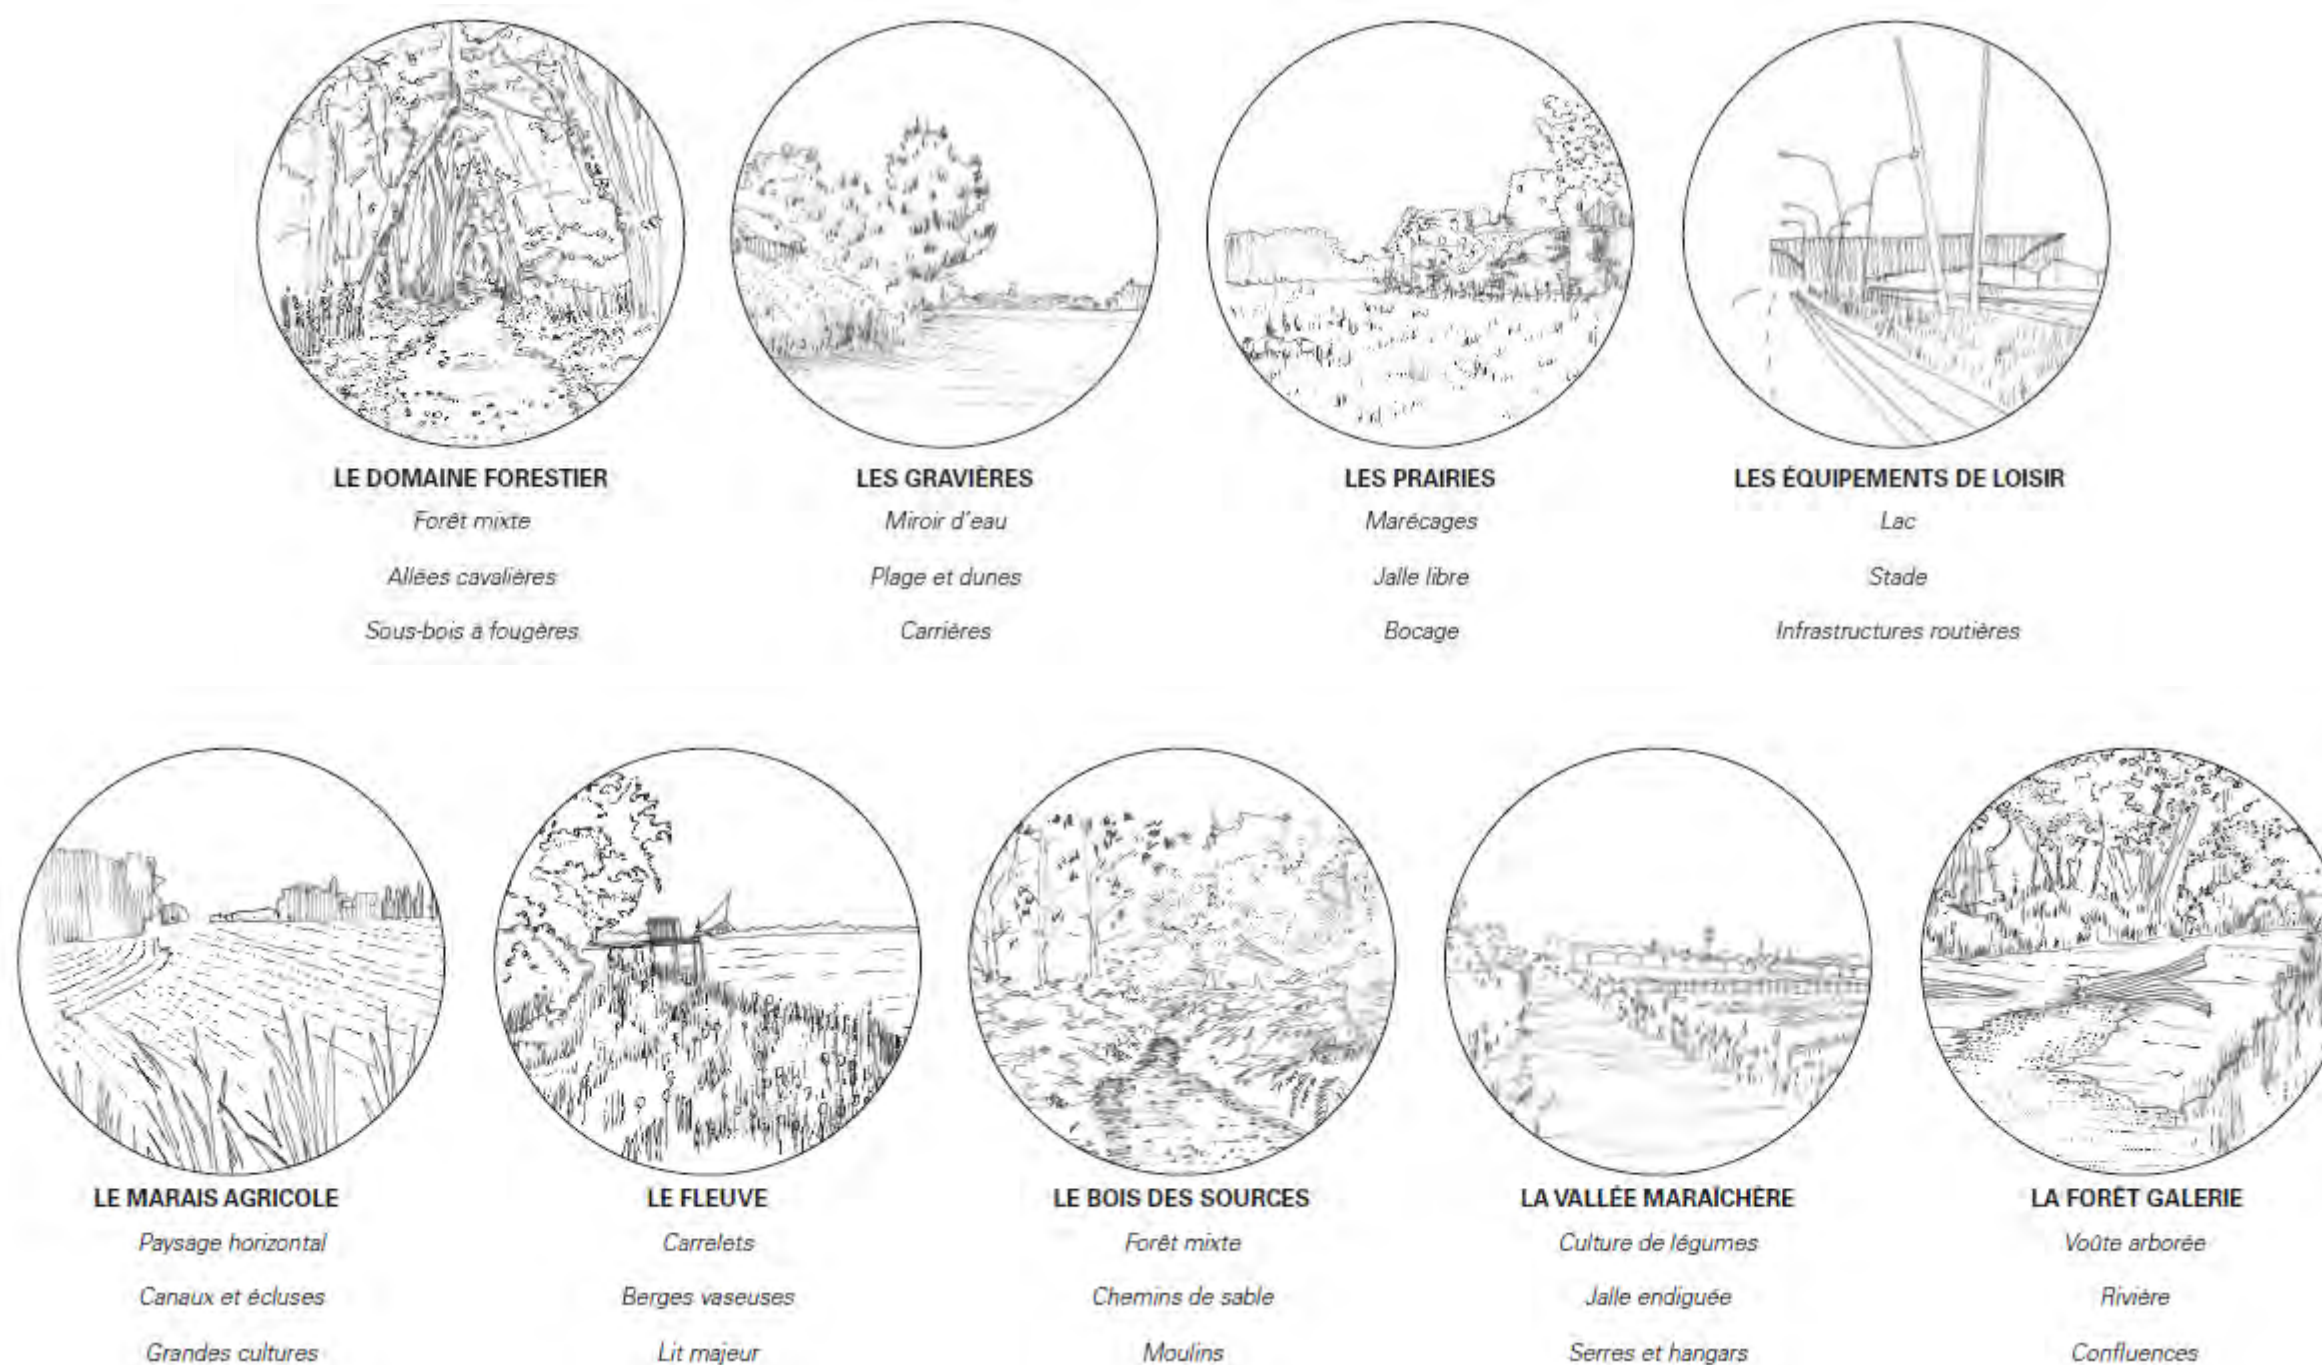 LE DOMAINE FORESTIER
Forêt mixte
Allées cavalières
Sous-bois à fougères
LES GRAVIÈRES
Miroir d'eau
Plage et dunes
Carrières
LES PRAIRIES
Marécages
Jalle libre
Bocage
LES ÉQUIPEMENTS DE LOISIR
Lac
Stade
Infrastructures routières
LE MARAIS AGRICOLE
Paysage horizontal
Canaux et écluses
Grandes cultures
LE FLEUVE
Carrelets
Berges vaseuses
Lit majeur
LE BOIS DES SOURCES
Forêt mixte
Chemins de sable
Moulins
LA VALLÉE MARAÎCHÈRE
Culture de légumes
Jalle endiguée
Serres et hangars
LA FORÊT GALERIE
Voûte arborée
Rivière
Confluences